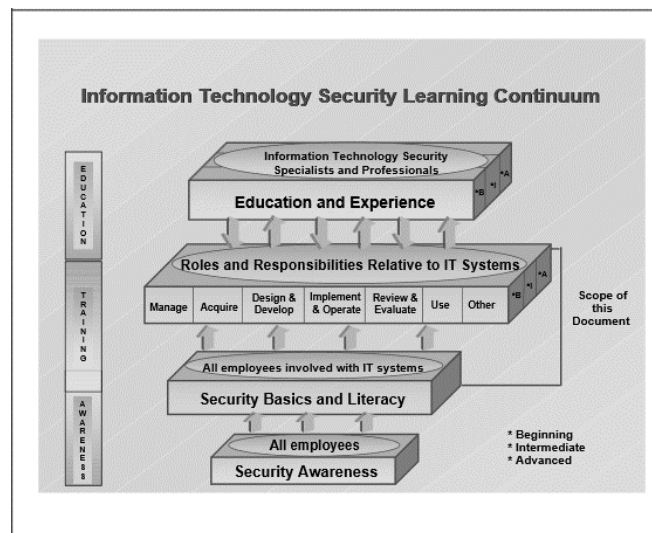 Information Technology Security Learning Continuum
EDUCATION
Information Technology Security
Specialists and Professionals
Education and Experience
*B
*I
*A
TRAINING
Roles and Responsibilities Relative to IT Systems
Manage
Acquire
Design &
Develop
Implement
& Operate
Review &
Evaluate
Use
Other
*B
*I
*A
Scope of
this
Document
All employees involved with IT systems
Security Basics and Literacy
AWARENESS
All employees
Security Awareness
* Beginning
* Intermediate
* Advanced